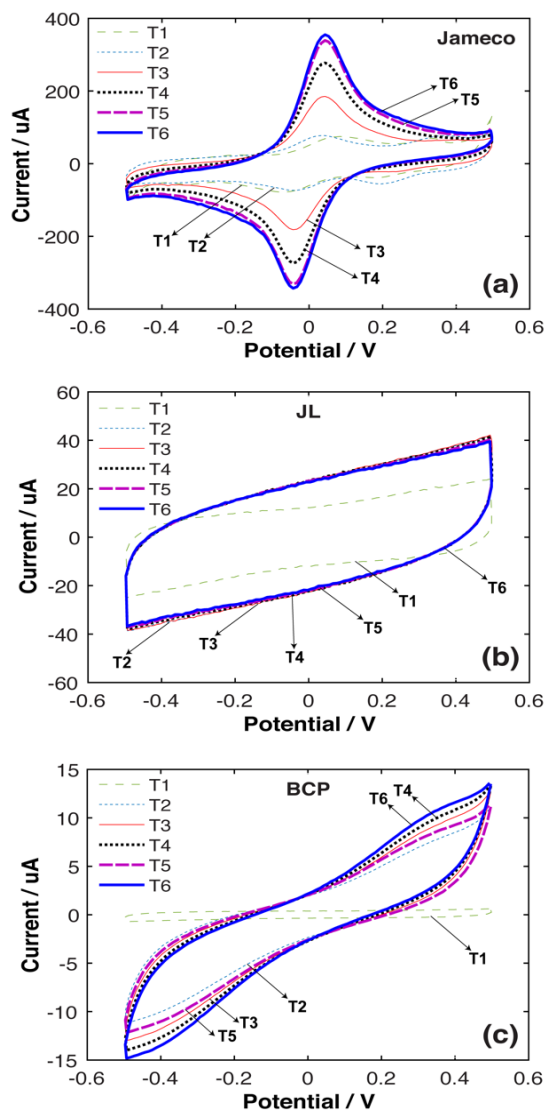 400
T1
T2
T3
T4
T5
T6
Jameco
T6
T5
200
0
T1
T2
T3
T4
-200
-400
(a)
-0.6
-0.4
-0.2
0
0.2
0.4
0.6
Current / uA
Potential / V
60
T1
T2
T3
T4
T5
T6
JL
40
20
0
-20
-40
-60
T1
T6
T5
T4
T3
T2
(b)
-0.6
-0.4
-0.2
0
0.2
0.4
0.6
Current / uA
Potential / V
15
T1
T2
T3
T4
T5
T6
BCP
T4
T6
10
5
0
-5
-10
-15
T1
T2
T3
T5
(c)
-0.6
-0.4
-0.2
0
0.2
0.4
0.6
Current / uA
Potential / V